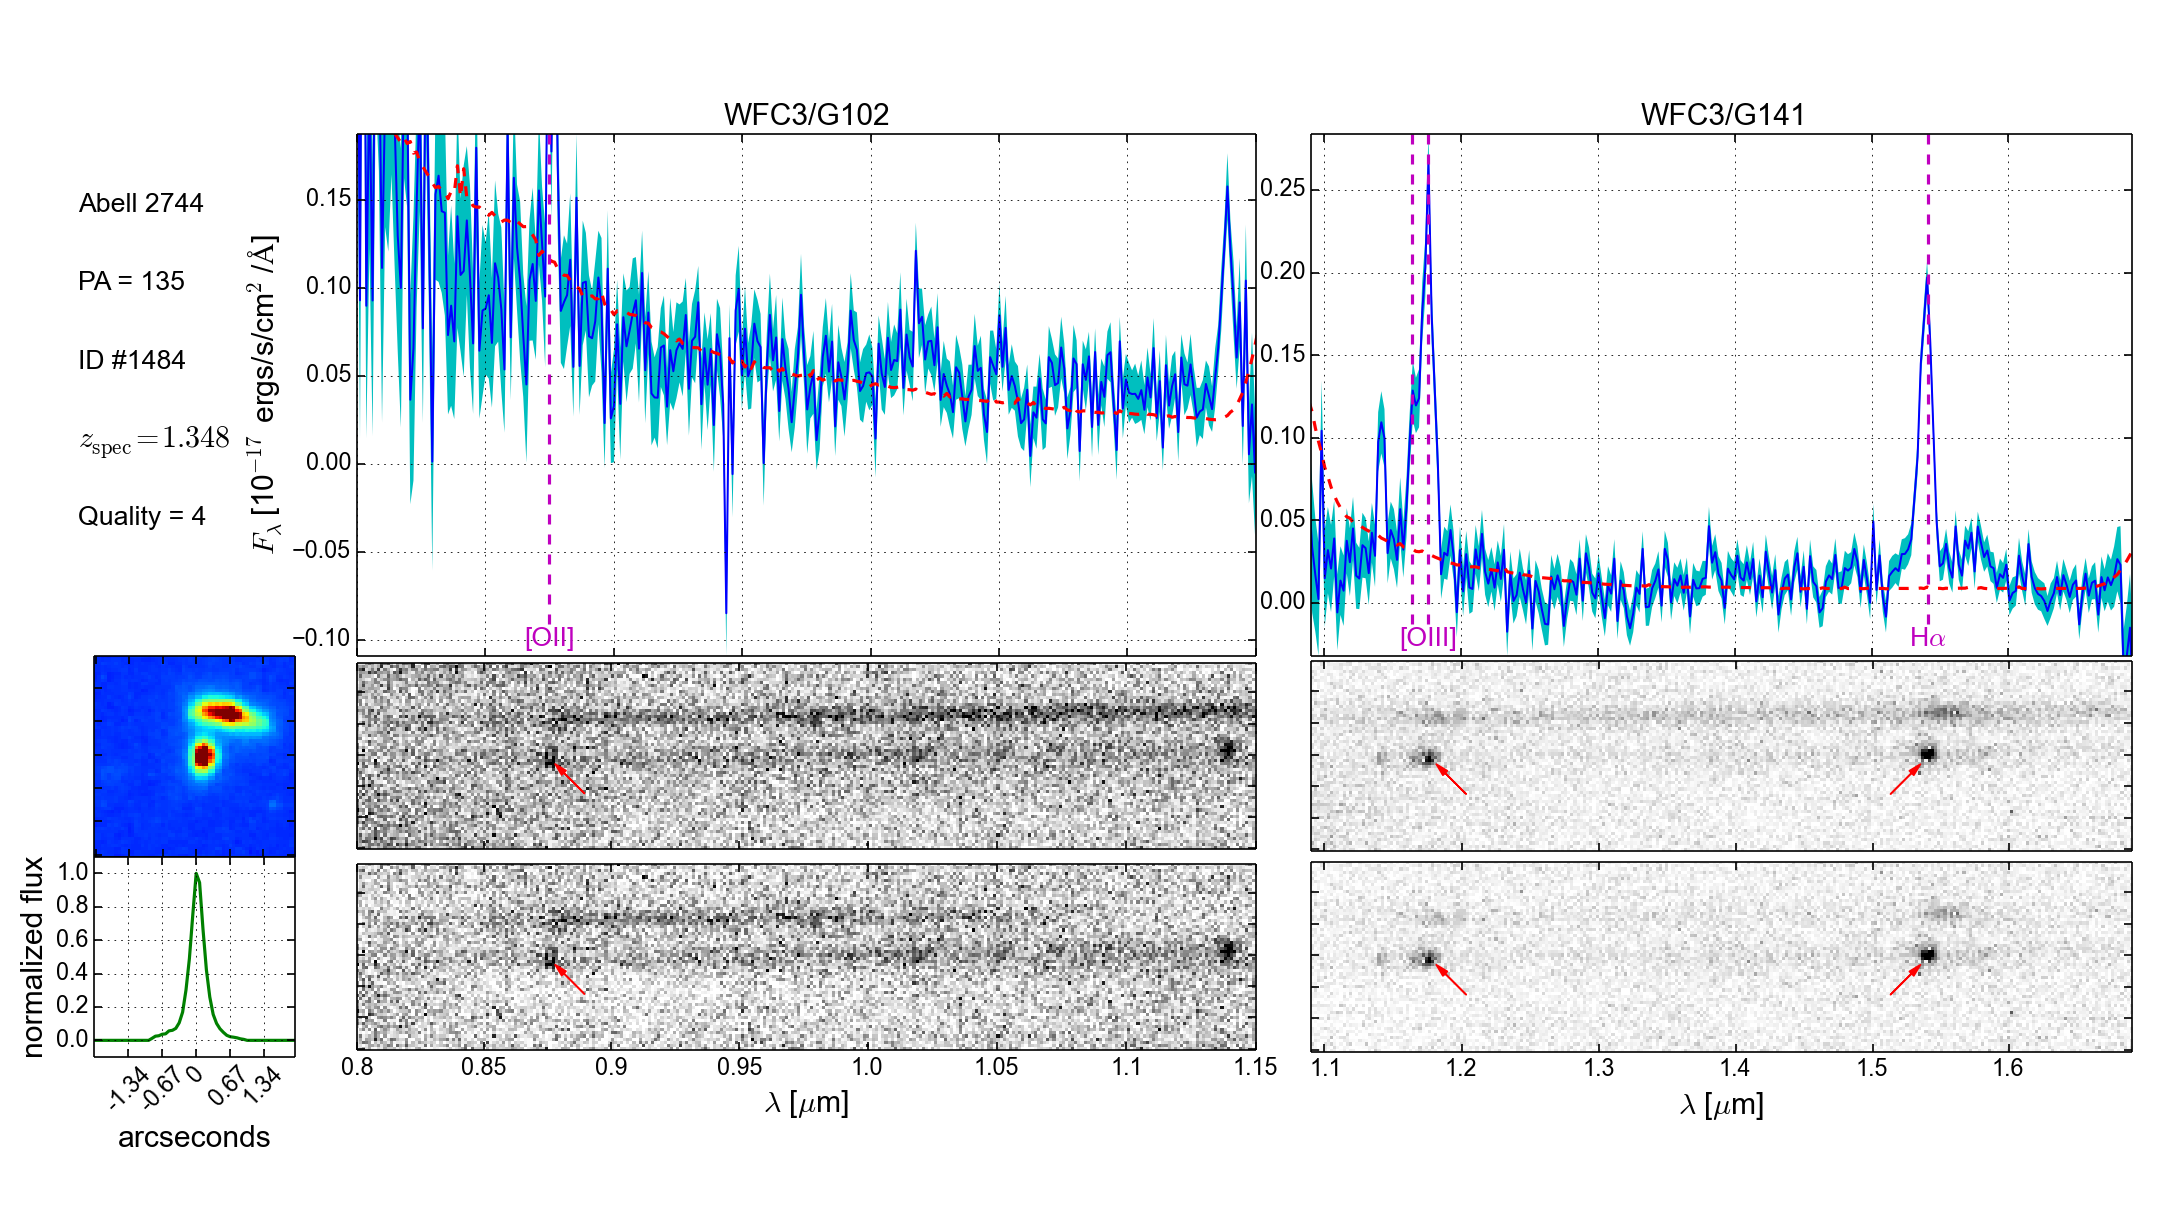 WFC3/G102
WFC3/G141
Abell 2744
PA = 135
ID #1484
z_spec = 1.348
Quality = 4
F_λ [10^−17 ergs/s/cm^2 /Å]
0.15
0.10
0.05
0.00
−0.05
−0.10
[OII]
0.25
0.20
0.15
0.10
0.05
0.00
[OIII]
Hα
normalized flux
1.0
0.8
0.6
0.4
0.2
0.0
-1.34 -0.67 0 0.67 1.34
arcseconds
0.8 0.85 0.9 0.95 1.0 1.05 1.1 1.15
λ [μm]
1.1 1.2 1.3 1.4 1.5 1.6
λ [μm]